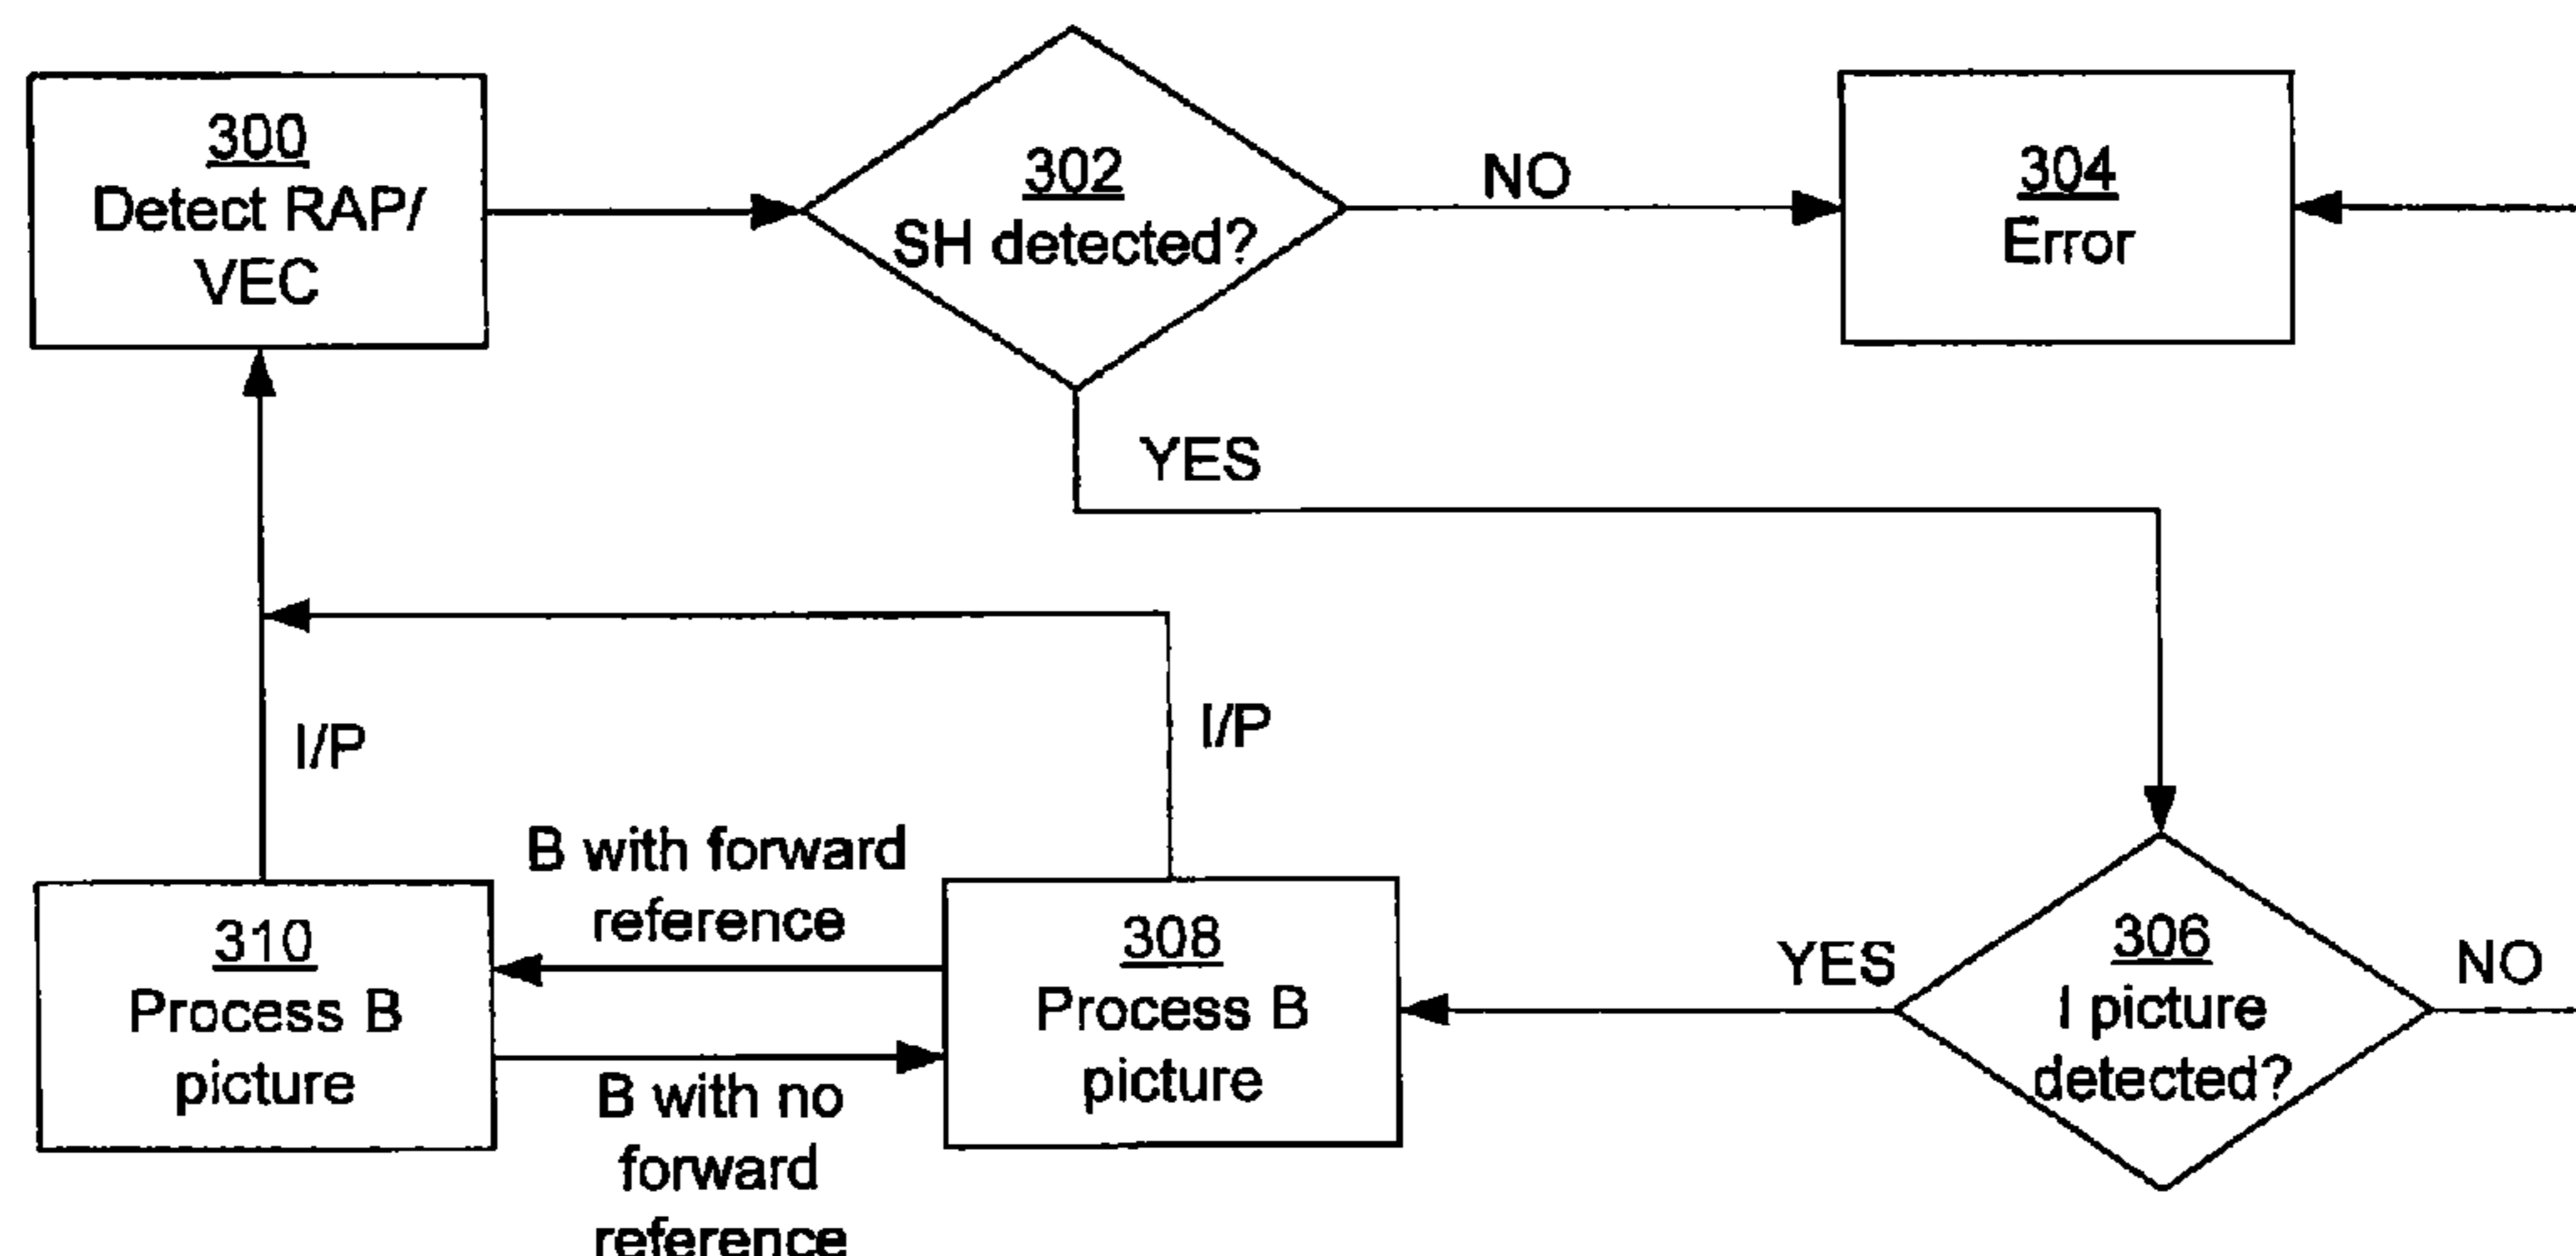 300
Detect RAP/
VEC
302
SH detected?
NO
304
Error
YES
I/P
I/P
B with forward
reference
310
Process B
picture
308
Process B
picture
YES
306
I picture
detected?
NO
B with no
forward
reference